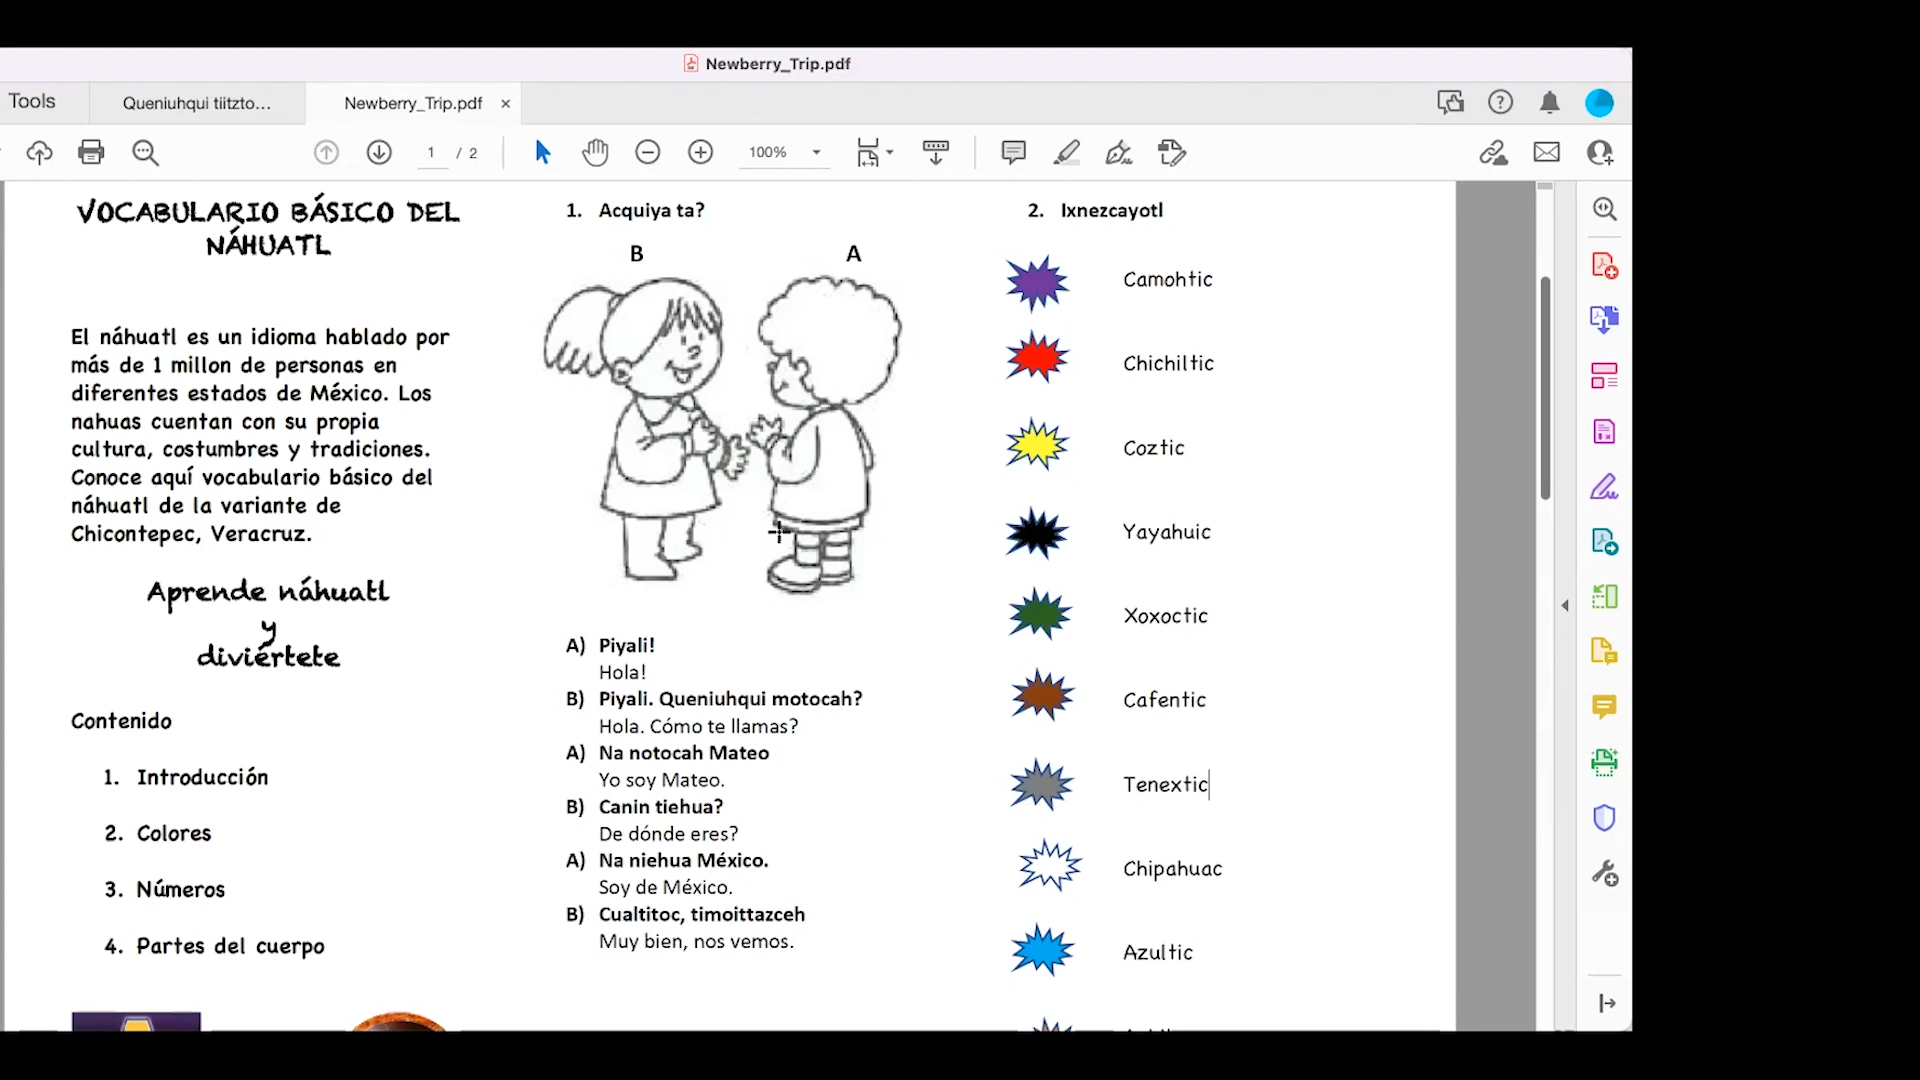 Newberry_Trip.pdf
Tools
Queniuhqui tiitzto...
Newberry_Trip.pdf
1 / 2
100%
VOCABULARIO BÁSICO DEL
NÁHUATL
El náhuatl es un idioma hablado por
más de 1 millon de personas en
diferentes estados de México. Los
nahuas cuentan con su propia
cultura, costumbres y tradiciones.
Conoce aquí vocabulario básico del
náhuatl de la variante de
Chicontepec, Veracruz.
Aprende náhuatl
y
diviértete
Contenido
1. Introducción
2. Colores
3. Números
4. Partes del cuerpo
1. Acquiya ta?
B
A
A) Piyali!
Hola!
B) Piyali. Queniuhqui motocah?
Hola. Cómo te llamas?
A) Na notocah Mateo
Yo soy Mateo.
B) Canin tiehua?
De dónde eres?
A) Na niehua México.
Soy de México.
B) Cualtitoc, timoittazceh
Muy bien, nos vemos.
2. Ixnezcayotl
Camohtic
Chichiltic
Coztic
Yayahuic
Xoxoctic
Cafentic
Tenextic
Chipahuac
Azultic